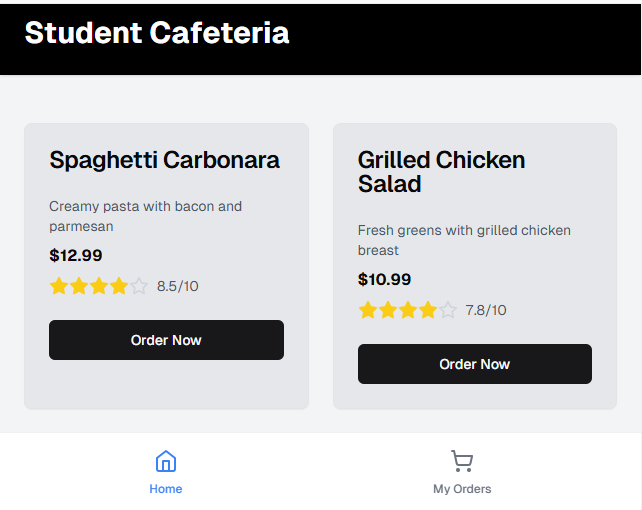 Student Cafeteria
Spaghetti Carbonara
Creamy pasta with bacon and
parmesan
$12.99
8.5/10
Order Now
Grilled Chicken
Salad
Fresh greens with grilled chicken
breast
$10.99
7.8/10
Order Now
Home
My Orders